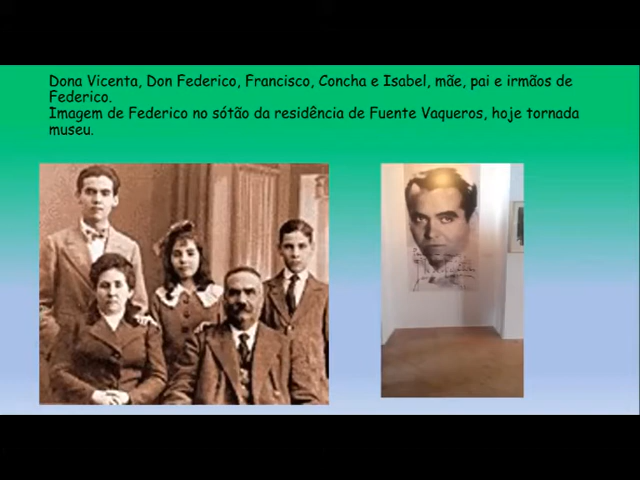 Dona Vicenta, Don Federico, Francisco, Concha e Isabel, mãe, pai e irmãos de
Federico.
Imagem de Federico no sótão da residência de Fuente Vaqueros, hoje tornada
museu.